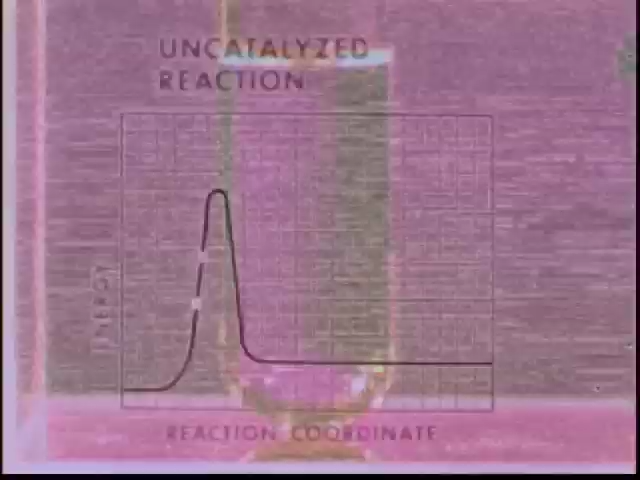 UNCATALYZED
REACTION
ENERGY
REACTION COORDINATE